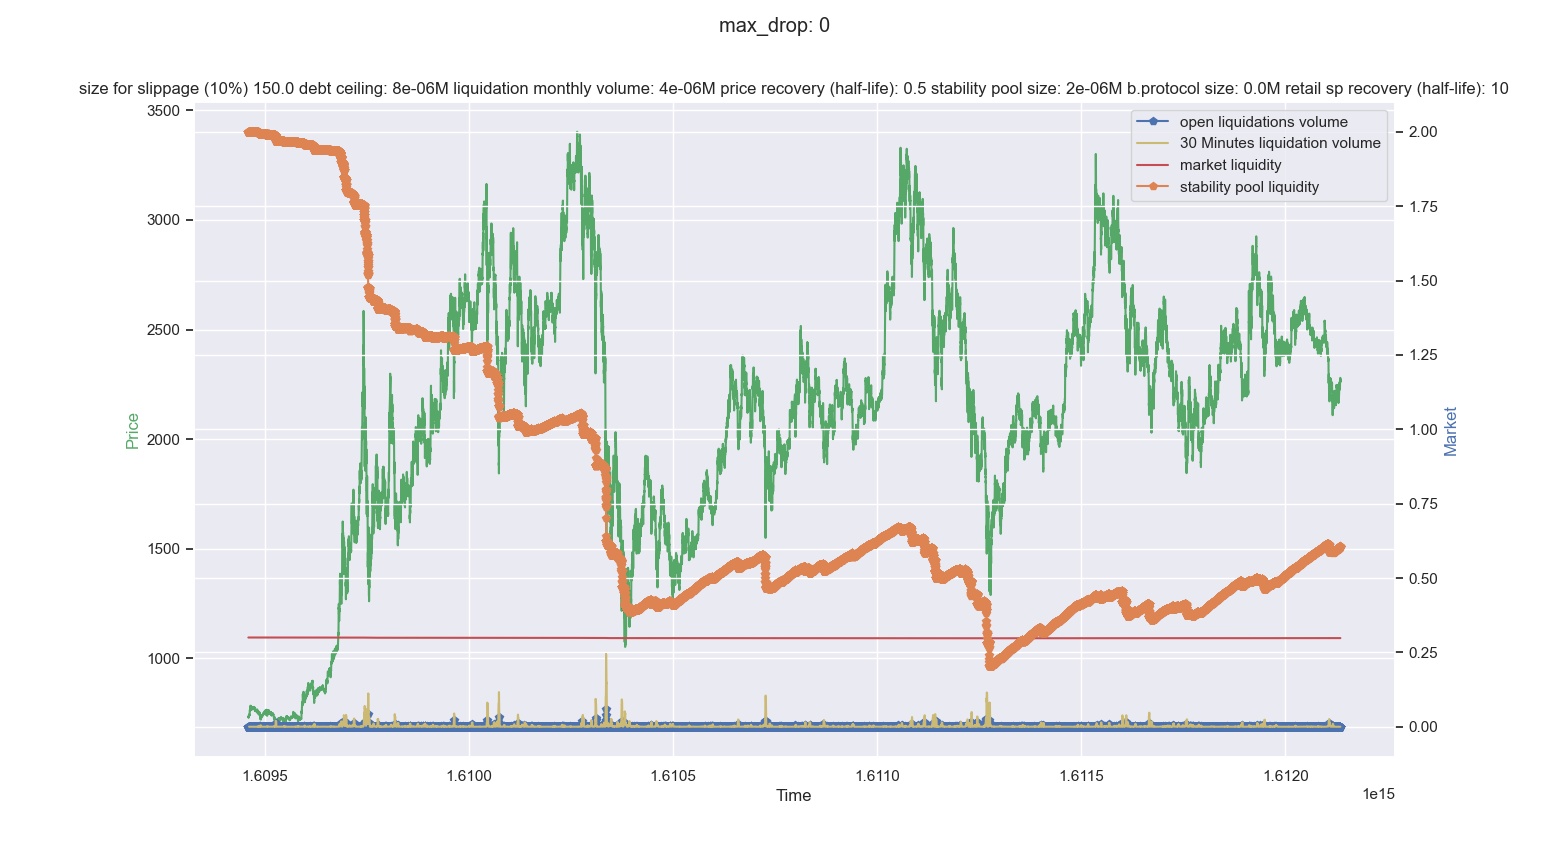 max_drop: 0
size for slippage (10%) 150.0 debt ceiling: 8e-06M liquidation monthly volume: 4e-06M price recovery (half-life): 0.5 stability pool size: 2e-06M b.protocol size: 0.0M retail sp recovery (half-life): 10
open liquidations volume
30 Minutes liquidation volume
market liquidity
stability pool liquidity
3500
3000
2500
2000
1500
1000
Price
2.00
1.75
1.50
1.25
1.00
0.75
0.50
0.25
0.00
Market
1.6095 1.6100 1.6105 1.6110 1.6115 1.6120
Time
1e15